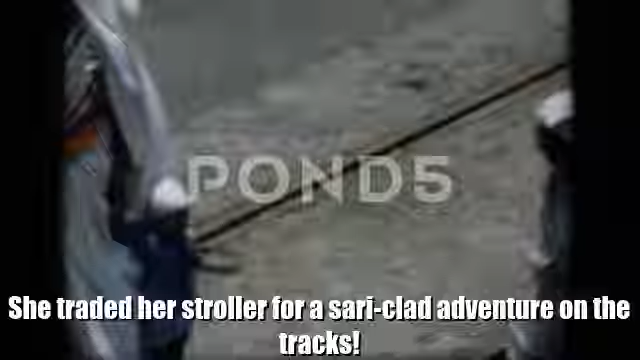 POND5
She traded her stroller for a sari-clad adventure on the
tracks!